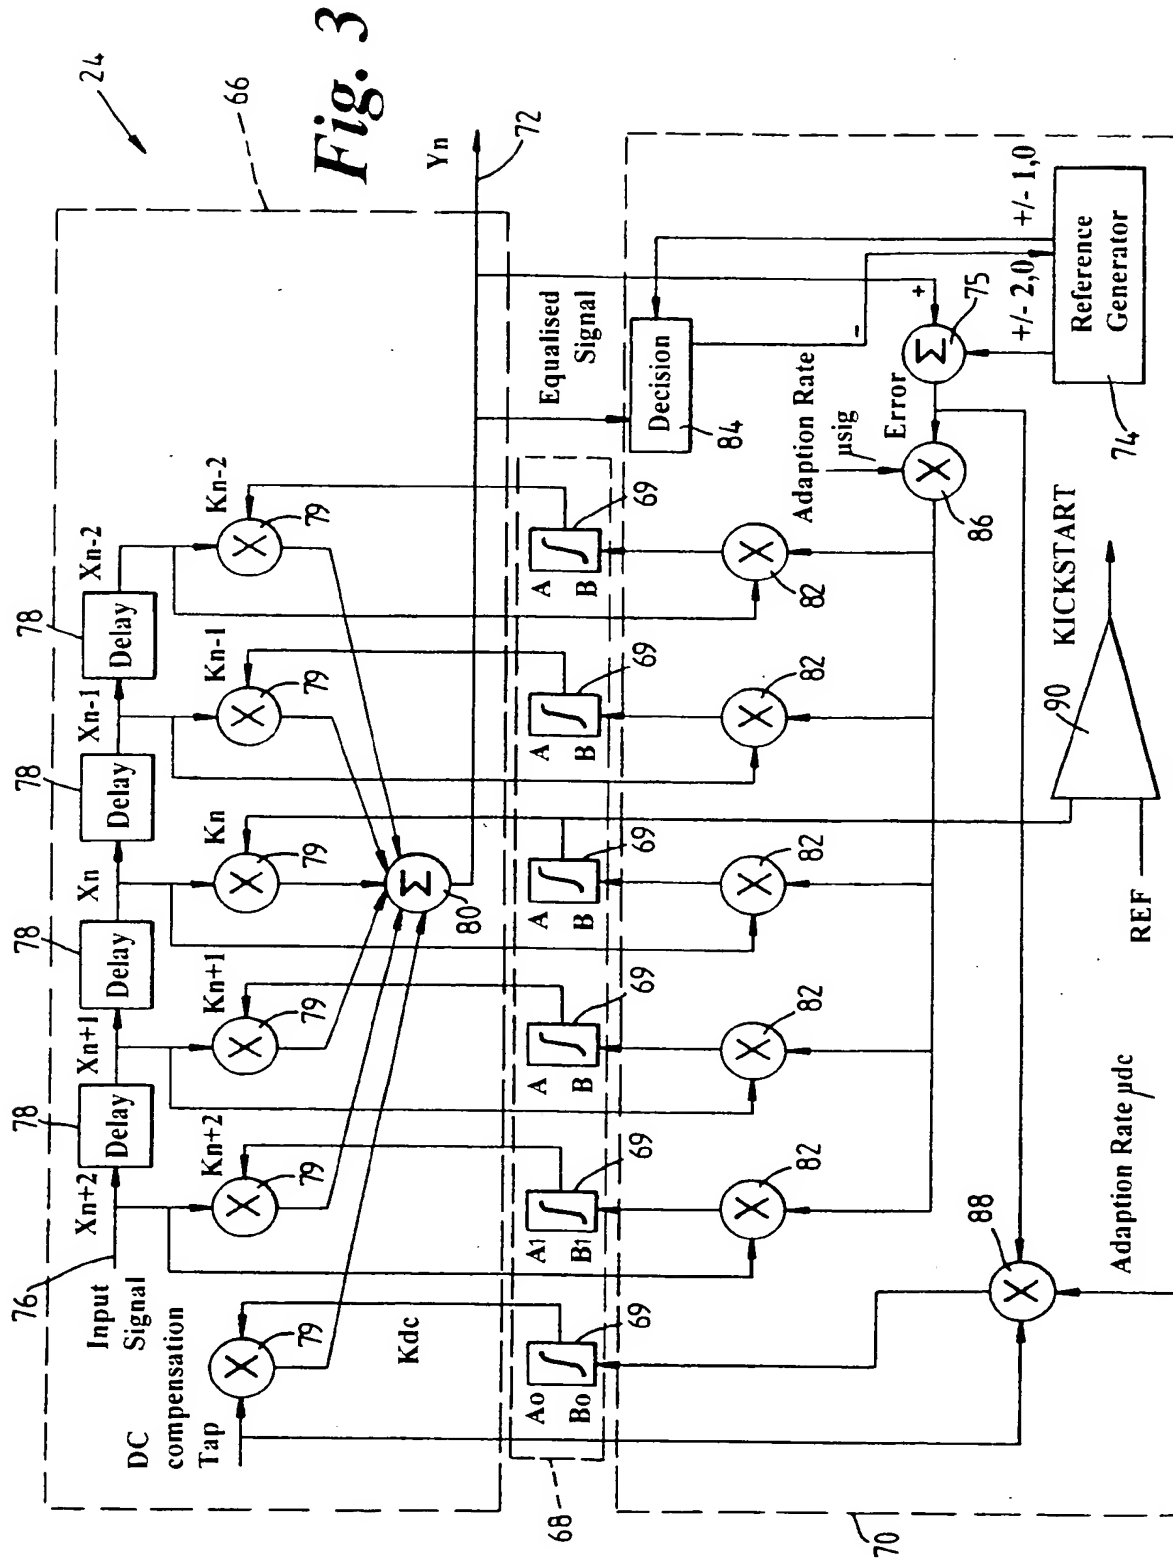 Fig. 3
24
66
78
78
78
78
Delay
Delay
Delay
Delay
76
Input
Signal
Xn+2
Xn+1
Xn
Xn-1
Xn-2
DC
compensation
Tap
X
79
X
79
Kn+2
X
79
Kn+1
X
79
Kn
X
79
Kn-1
X
79
Kn-2
Kdc
Σ
80
Yn
72
68
Ao
Bo
∫
69
A1
B1
∫
69
A
B
∫
69
A
B
∫
69
A
B
∫
69
A
B
∫
69
Equalised
Signal
Decision
84
X
82
X
82
X
82
X
82
X
82
Adaption Rate
μsig
X
86
Error
Σ
75
+
-
+/- 2,0
+/- 1,0
Reference
Generator
74
X
88
Adaption Rate μdc
REF
90
KICKSTART
70